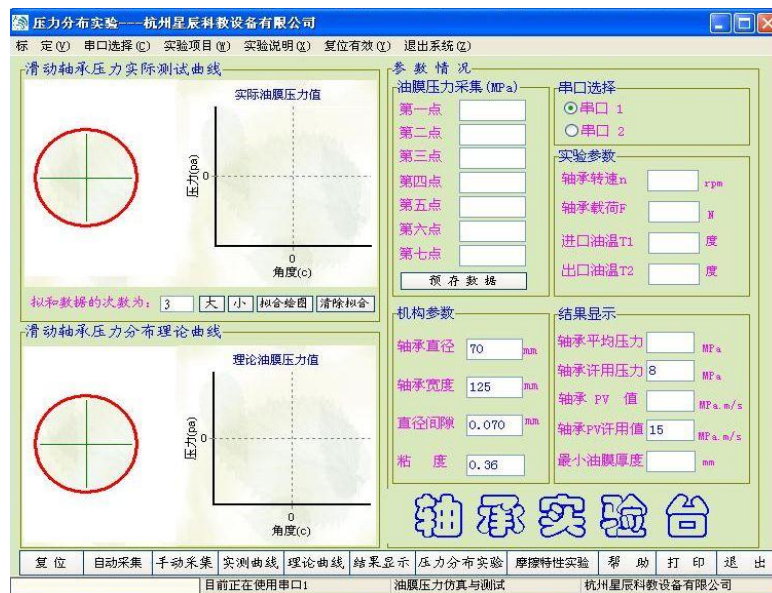 压力分布实验---杭州星辰科教设备有限公司
标 定(V) 串口选择(C) 实验项目(W) 实验说明(X) 复位有效(Y) 退出系统(Z)
滑动轴承压力实际测试曲线
实际油膜压力值
压力(pa)
0
角度(c)
拟和数据的次数为: 3 大 小 拟合绘图 清除拟合
滑动轴承压力分布理论曲线
理论油膜压力值
压力(pa)
0
0
角度(c)
参 数 情 况
油膜压力采集(MPa)
第一点
第二点
第三点
第四点
第五点
第六点
第七点
预 存 数 据
串口选择
串口 1
串口 2
实验参数
轴承转速n rpm
轴承载荷F N
进口油温T1 度
出口油温T2 度
机构参数
轴承直径 70 mm
轴承宽度 125 mm
直径间隙 0.070 mm
粘 度 0.36
结果显示
轴承平均压力 MPa
轴承许用压力 8 MPa
轴承 PV 值 MPa.m/s
轴承PV许用值 15 MPa.m/s
最小油膜厚度 mm
轴承实验台
复 位 自动采集 手动采集 实测曲线 理论曲线 结果显示 压力分布实验 摩擦特性实验 帮 助 打 印 退 出
目前正在使用串口1 油膜压力仿真与测试 杭州星辰科教设备有限公司